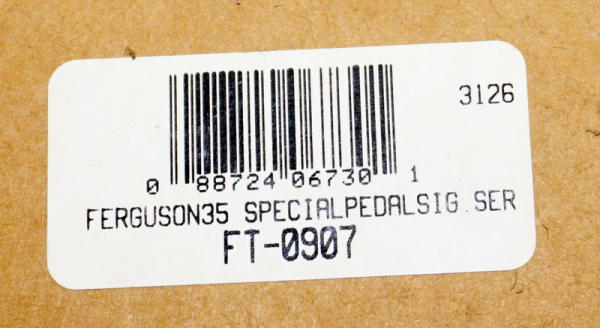 3126
0 88724 06730 1
FERGUSON35 SPECIALPEDALSIG.SER
FT-0907